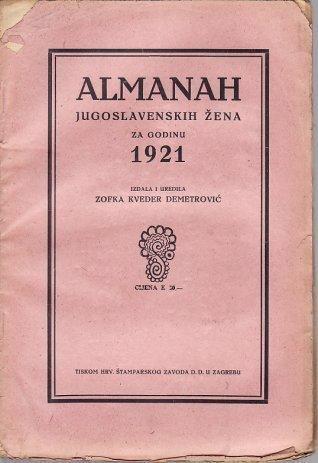 ALMANAH
JUGOSLAVENSKIH ŽENA
ZA GODINU
1921
IZDALA I UREDILA
ZOFKA KVEDER DEMETROVIĆ
CIJENA K 20.—
TISKOM HRV. ŠTAMPARSKOG ZAVODA D. D. U ZAGREBU